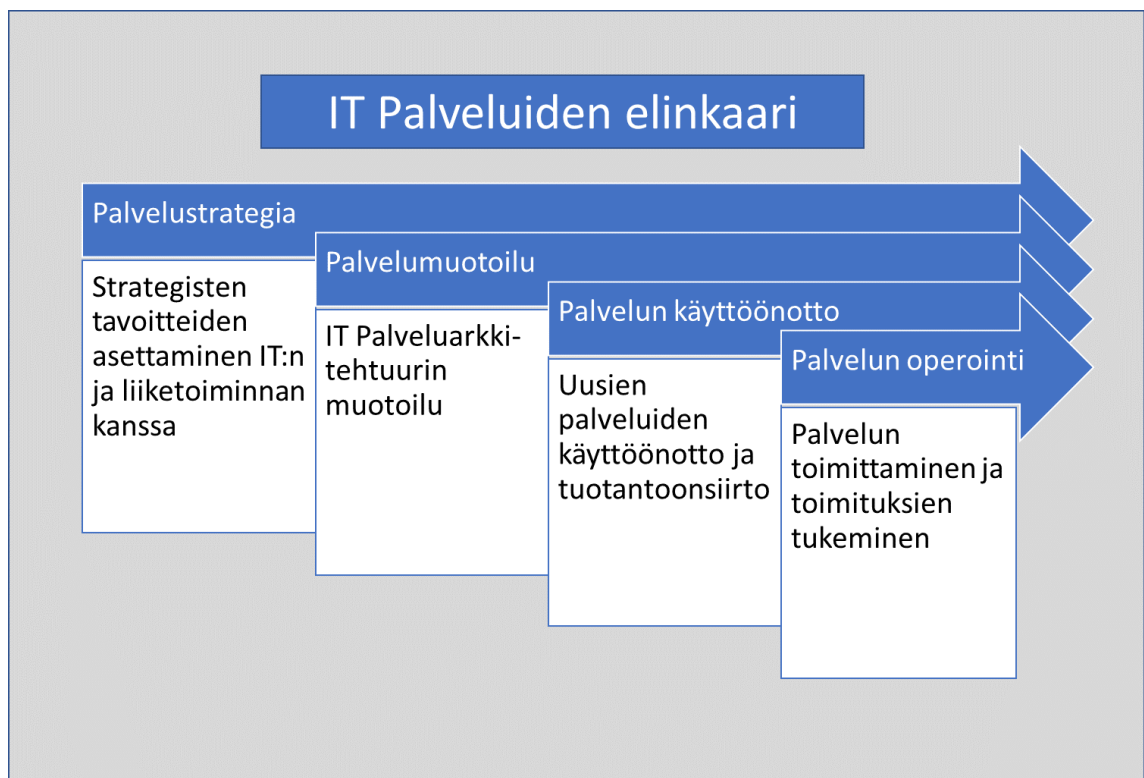 IT Palveluiden elinkaari
Palvelustrategia
Strategisten
tavoitteiden
asettaminen IT:n
ja liiketoiminnan
kanssa
Palvelumuotoilu
IT Palveluarkki-
tehtuurin
muotoilu
Palvelun käyttöönotto
Uusien
palveluiden
käyttöönotto ja
tuotantoonsiirto
Palvelun operointi
Palvelun
toimittaminen ja
toimituksien
tukeminen